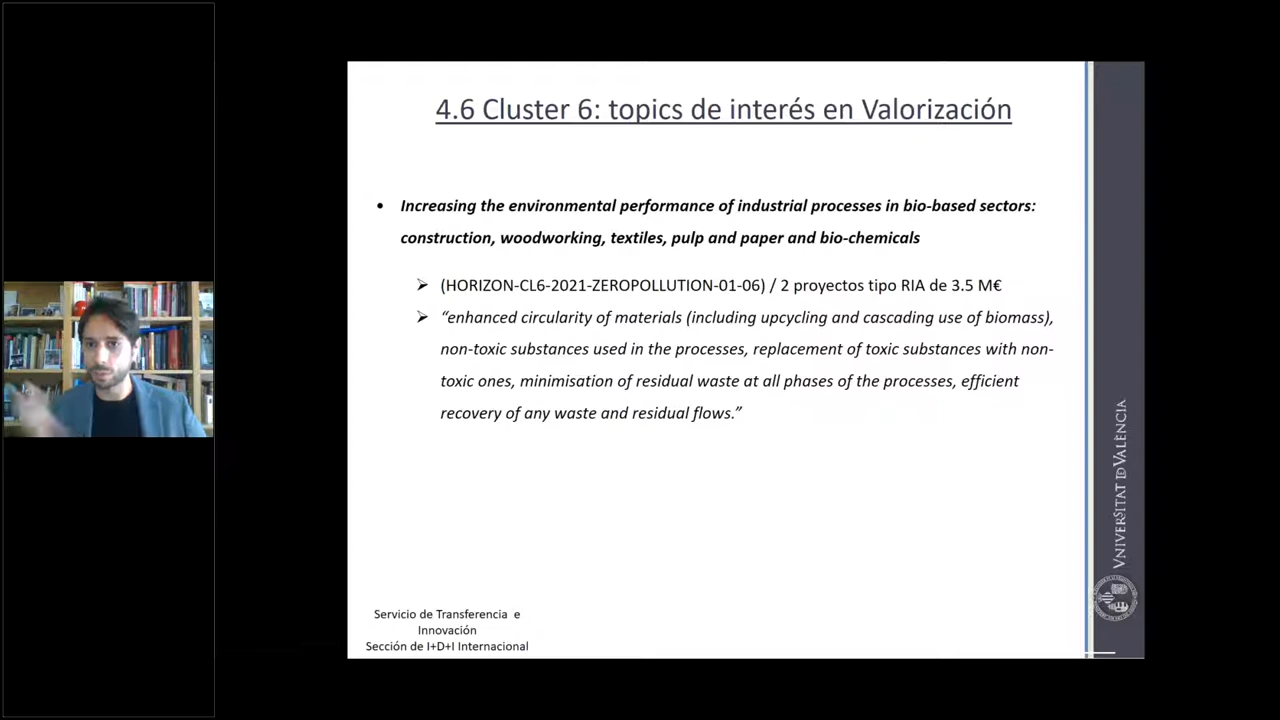 4.6 Cluster 6: topics de interés en Valorización
• Increasing the environmental performance of industrial processes in bio-based sectors:
construction, woodworking, textiles, pulp and paper and bio-chemicals
➢ (HORIZON-CL6-2021-ZEROPOLLUTION-01-06) / 2 proyectos tipo RIA de 3.5 M€
➢ “enhanced circularity of materials (including upcycling and cascading use of biomass),
non-toxic substances used in the processes, replacement of toxic substances with non-
toxic ones, minimisation of residual waste at all phases of the processes, efficient
recovery of any waste and residual flows.”
Servicio de Transferencia e
Innovación
Sección de I+D+I Internacional
VNIVERSITAT DE VALÈNCIA